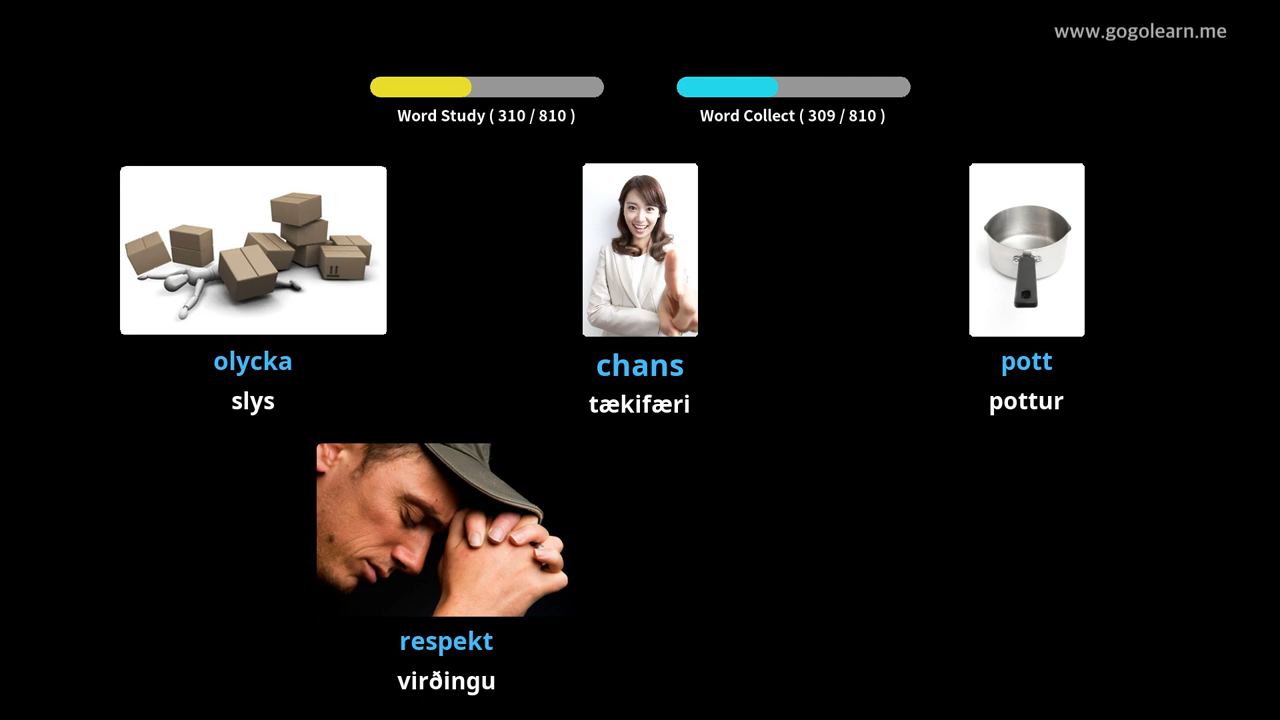 www.gogolearn.me
Word Study ( 310 / 810 )
Word Collect ( 309 / 810 )
olycka
slys
chans
tækifæri
pott
pottur
respekt
virðingu